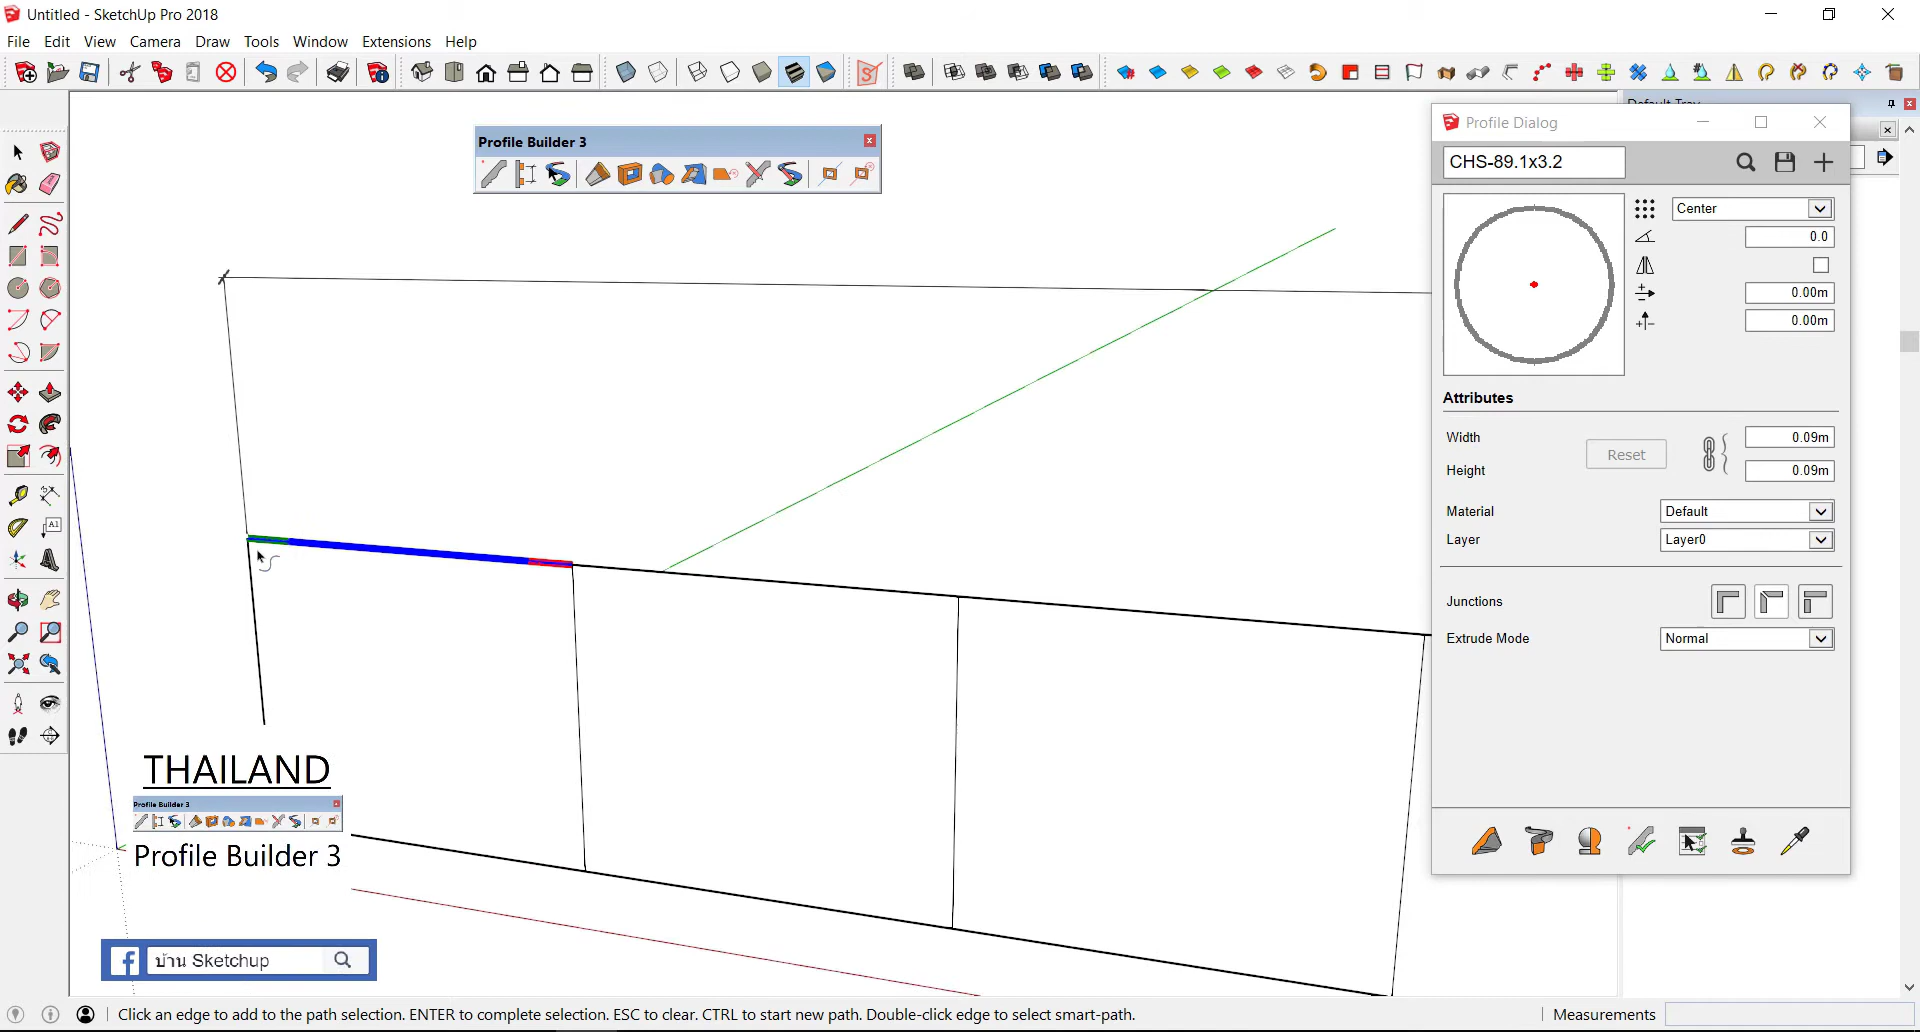 Untitled - SketchUp Pro 2018
File Edit View Camera Draw Tools Window Extensions Help
Default Tray
Profile Builder 3
Profile Dialog
CHS-89.1x3.2
Center
0.0
0.00m
0.00m
Attributes
Width 0.09m
Reset
Height 0.09m
Material Default
Layer Layer0
Junctions
Extrude Mode Normal
A1
THAILAND
Profile Builder 3
Profile Builder 3
บ้าน Sketchup
Click an edge to add to the path selection. ENTER to complete selection. ESC to clear. CTRL to start new path. Double-click edge to select smart-path.
Measurements